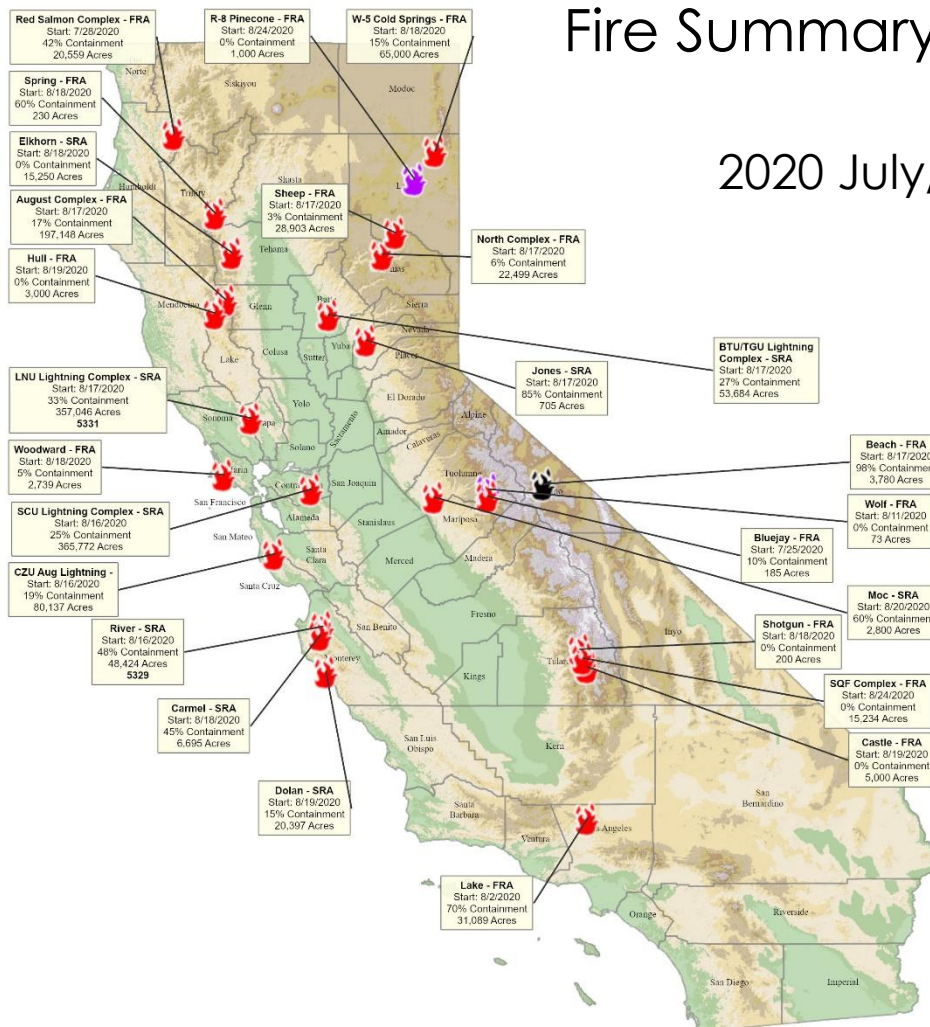 Fire Summary
2020 July,
Red Salmon Complex - FRA
Start: 7/28/2020
42% Containment
20,559 Acres
R-8 Pinecone - FRA
Start: 8/24/2020
0% Containment
1,000 Acres
W-5 Cold Springs - FRA
Start: 8/18/2020
15% Containment
65,000 Acres
Spring - FRA
Start: 8/18/2020
60% Containment
230 Acres
Elkhorn - SRA
Start: 8/18/2020
0% Containment
15,250 Acres
August Complex - FRA
Start: 8/17/2020
17% Containment
197,148 Acres
Hull - FRA
Start: 8/19/2020
0% Containment
3,000 Acres
Sheep - FRA
Start: 8/17/2020
3% Containment
28,903 Acres
North Complex - FRA
Start: 8/17/2020
6% Containment
22,499 Acres
BTU/TGU Lightning
Complex - SRA
Start: 8/17/2020
27% Containment
53,684 Acres
Jones - SRA
Start: 8/17/2020
85% Containment
705 Acres
LNU Lightning Complex - SRA
Start: 8/17/2020
33% Containment
357,046 Acres
5331
Woodward - FRA
Start: 8/18/2020
5% Containment
2,739 Acres
SCU Lightning Complex - SRA
Start: 8/16/2020
25% Containment
365,772 Acres
CZU Aug Lightning -
Start: 8/16/2020
19% Containment
80,137 Acres
River - SRA
Start: 8/16/2020
48% Containment
48,424 Acres
5329
Carmel - SRA
Start: 8/18/2020
45% Containment
6,695 Acres
Dolan - SRA
Start: 8/19/2020
15% Containment
20,397 Acres
Lake - FRA
Start: 8/2/2020
70% Containment
31,089 Acres
Beach - FRA
Start: 8/17/2020
98% Containment
3,780 Acres
Wolf - FRA
Start: 8/11/2020
0% Containment
73 Acres
Bluejay - FRA
Start: 7/25/2020
10% Containment
185 Acres
Moc - SRA
Start: 8/20/2020
60% Containment
2,800 Acres
Shotgun - FRA
Start: 8/18/2020
0% Containment
200 Acres
SQF Complex - FRA
Start: 8/24/2020
0% Containment
15,234 Acres
Castle - FRA
Start: 8/19/2020
0% Containment
5,000 Acres
Norte
Siskiyou
Modoc
Humboldt
Trinity
Shasta
Tehama
Mendocino
Glenn
Sierra
Nevada
Yuba
Placer
Lake
Colusa
Sutter
El Dorado
Yolo
Sonoma
Sacramento
Amador
Alpine
Calaveras
Solano
San Joaquin
Tuolumne
San Francisco
Alameda
Stanislaus
Mariposa
San Mateo
Santa
Clara
Merced
Madera
Santa Cruz
San Benito
Fresno
Inyo
Kings
San Luis
Obispo
Kern
San
Bernardino
Santa
Barbara
Ventura
Orange
Riverside
San Diego
Imperial